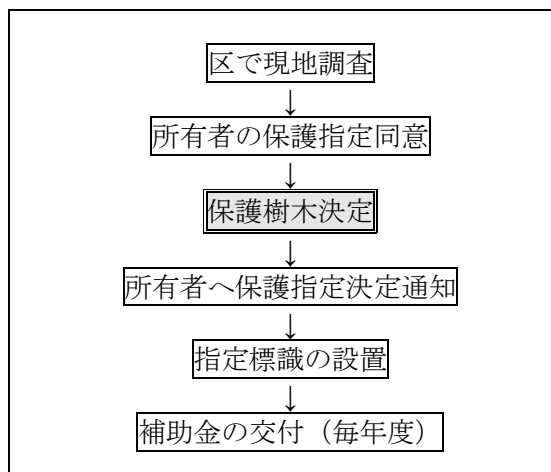 区で現地調査
↓
所有者の保護指定同意
↓
保護樹木決定
↓
所有者へ保護指定決定通知
↓
指定標識の設置
↓
補助金の交付（毎年度）